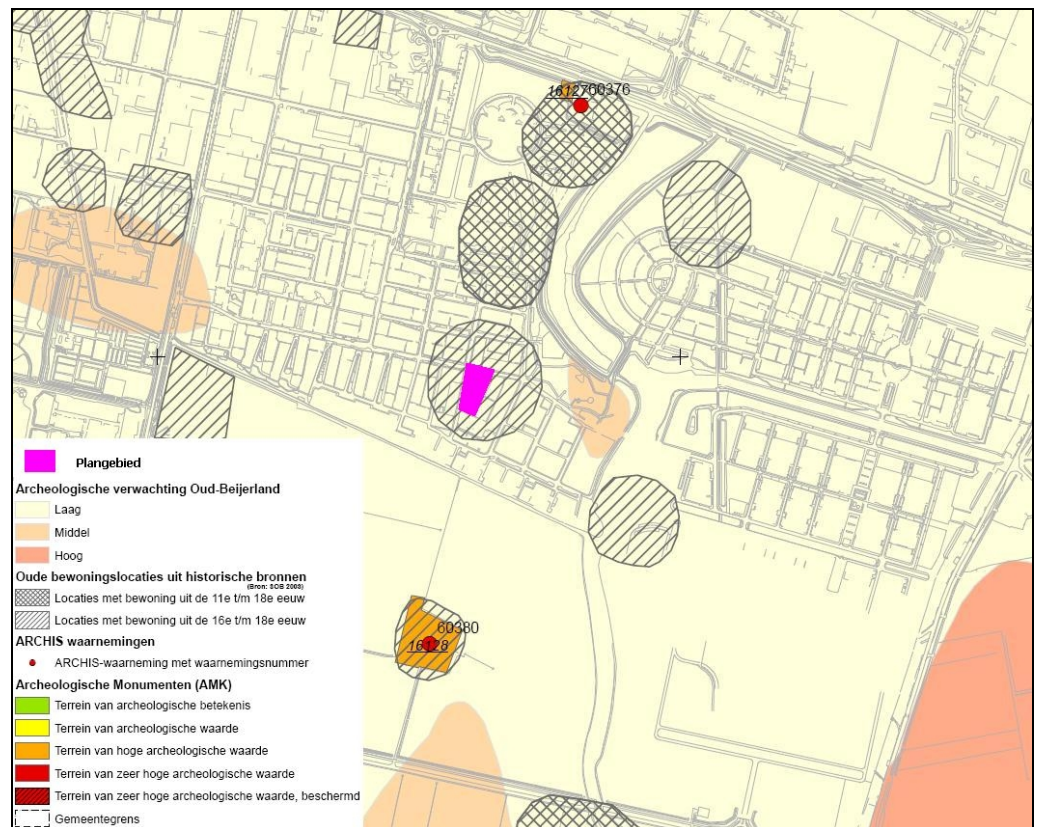 1612760376
60380
16128
Plangebied
Archeologische verwachting Oud-Beijerland
Laag
Middel
Hoog
Oude bewoningslocaties uit historische bronnen
(Bron: SOB 2008)
Locaties met bewoning uit de 11e t/m 18e eeuw
Locaties met bewoning uit de 16e t/m 18e eeuw
ARCHIS waarnemingen
ARCHIS-waarneming met waarnemingsnummer
Archeologische Monumenten (AMK)
Terrein van archeologische betekenis
Terrein van archeologische waarde
Terrein van hoge archeologische waarde
Terrein van zeer hoge archeologische waarde
Terrein van zeer hoge archeologische waarde, beschermd
Gemeentegrens